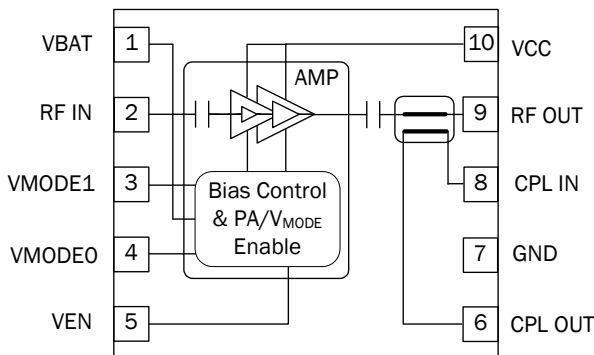 VBAT 1
10 VCC
AMP
RF IN 2
9 RF OUT
VMODE1 3
8 CPL IN
Bias Control
& PA/VMODE
Enable
VMODE0 4
7 GND
VEN 5
6 CPL OUT